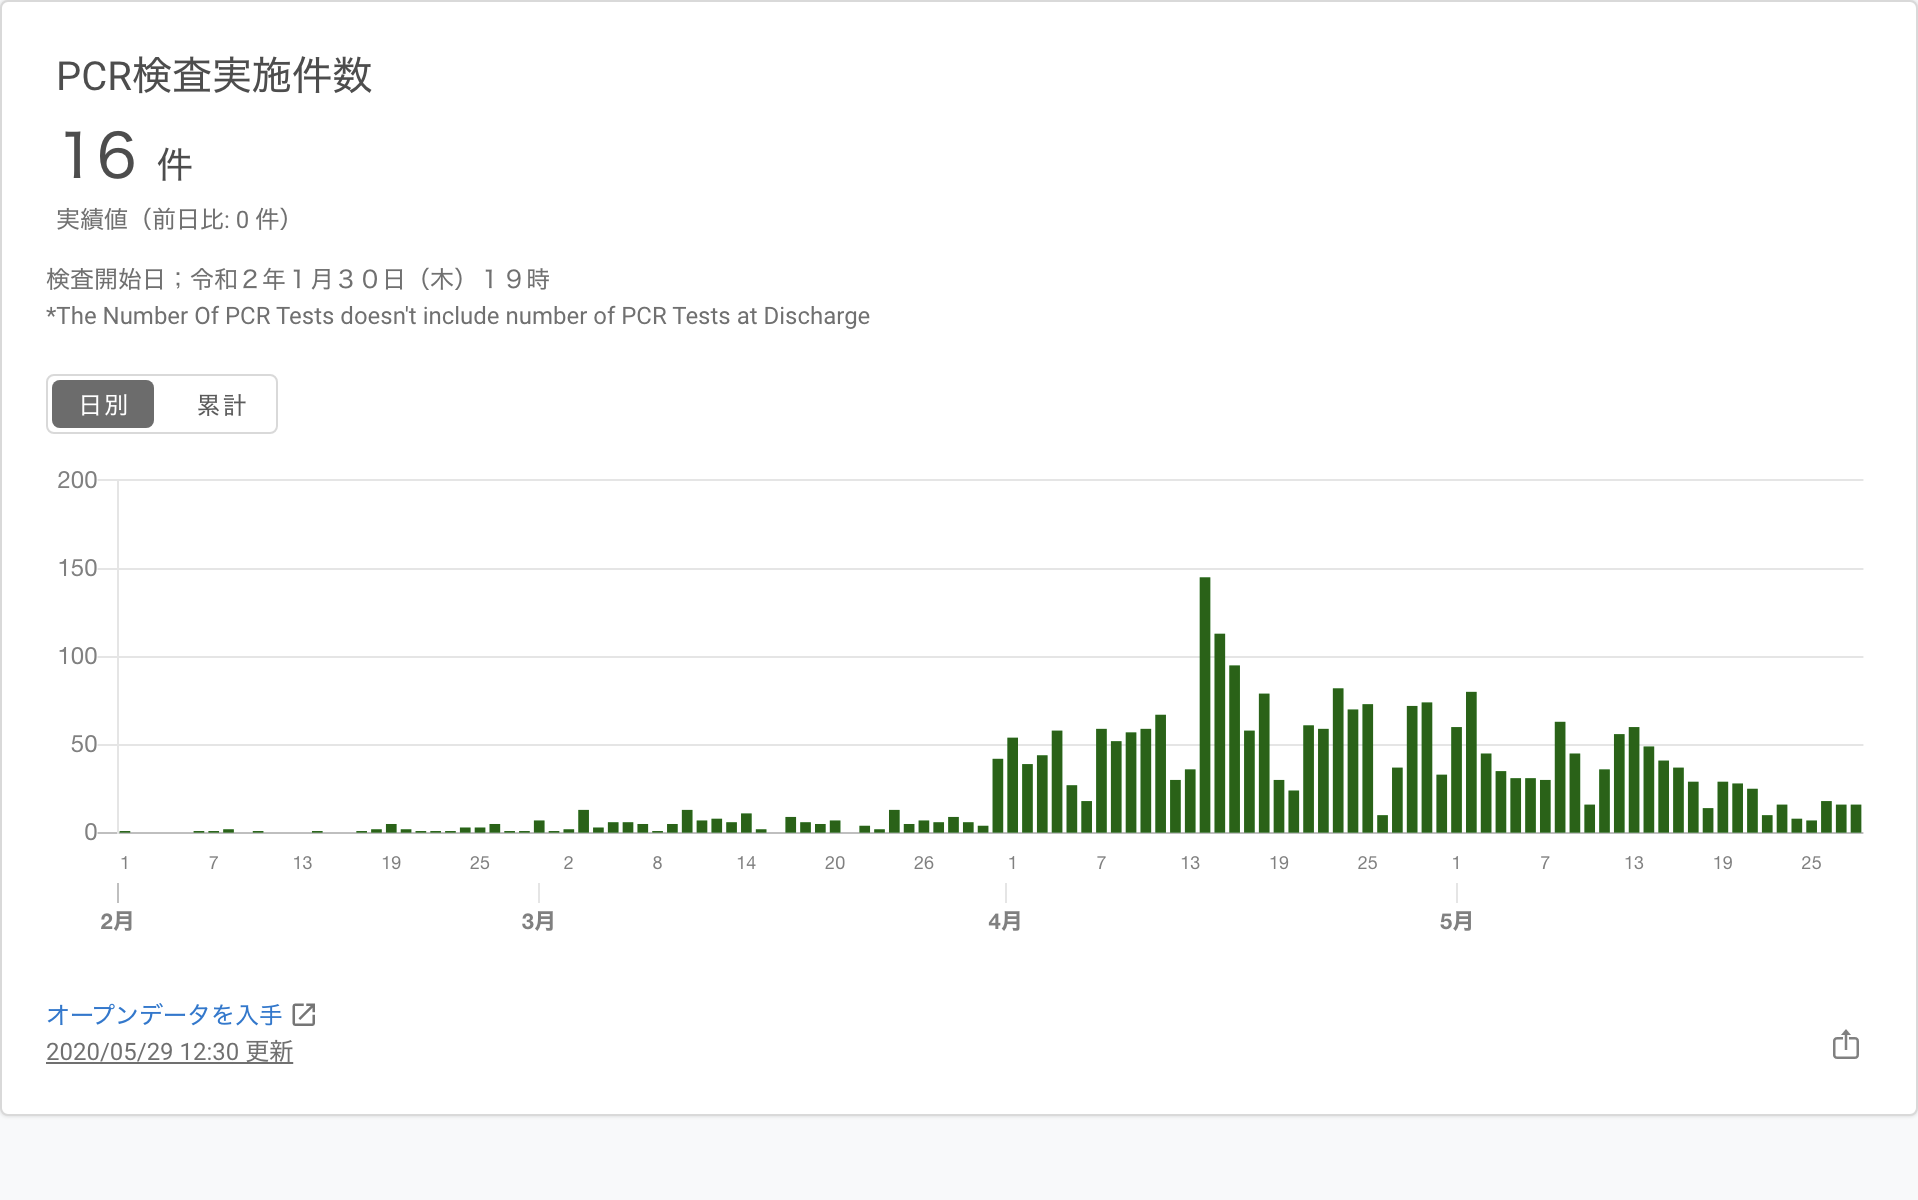 PCR検査実施件数
16 件
実績値（前日比: 0 件）
検査開始日；令和２年１月３０日（木）１９時
*The Number Of PCR Tests doesn't include number of PCR Tests at Discharge
日別 累計
200
150
100
50
0
1 7 13 19 25 2 8 14 20 26 1 7 13 19 25 1 7 13 19 25
2月 3月 4月 5月
オープンデータを入手
2020/05/29 12:30 更新